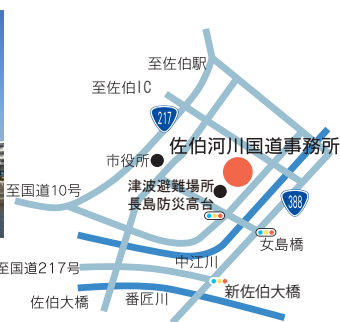 至佐伯駅
至佐伯IC
217
佐伯河川国道事務所
市役所
津波避難場所
長島防災高台
至国道10号
388
女島橋
中江川
至国道217号
新佐伯大橋
佐伯大橋
番匠川